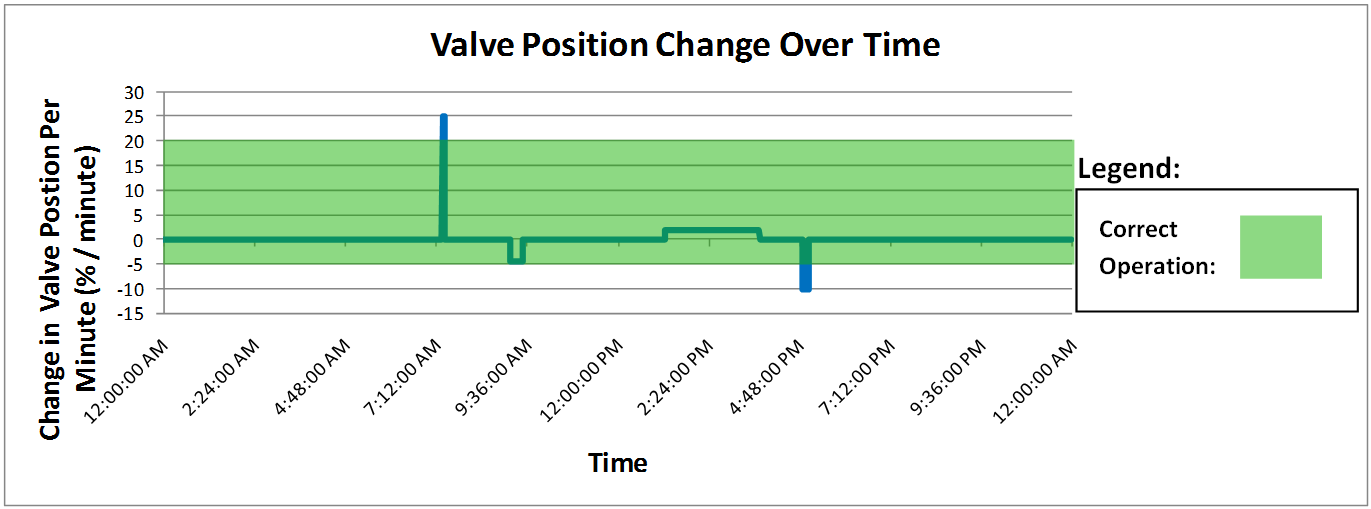 Valve Position Change Over Time
Change in Valve Postion Per
Minute (% / minute)
30
25
20
15
10
5
0
-5
-10
-15
12:00:00 AM
2:24:00 AM
4:48:00 AM
7:12:00 AM
9:36:00 AM
12:00:00 PM
2:24:00 PM
4:48:00 PM
7:12:00 PM
9:36:00 PM
12:00:00 AM
Time
Legend:
Correct
Operation: